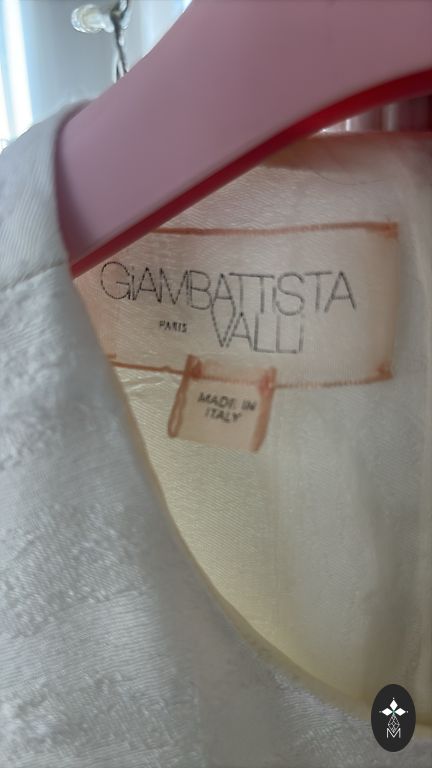 GiAMBATTiSTA
PARIS VALLi
MADE IN
ITALY
M